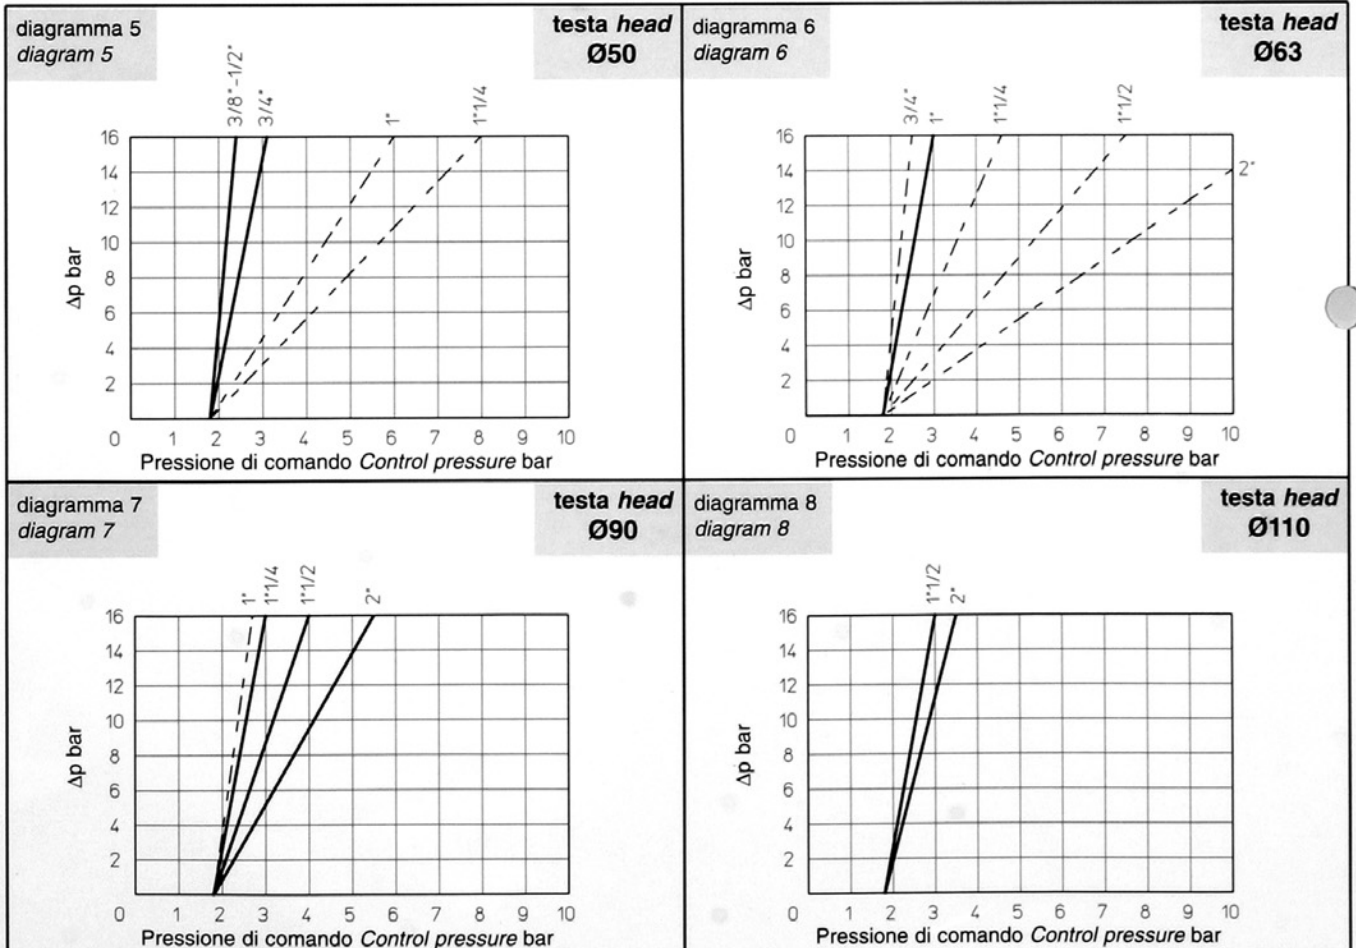 diagramma 5
diagram 5
testa head
Ø50
3/8"-1/2"
3/4"
1"
1"1/4
16
14
12
10
8
6
4
2
Δp bar
0 1 2 3 4 5 6 7 8 9 10
Pressione di comando Control pressure bar
diagramma 6
diagram 6
testa head
Ø63
3/4"
1"
1"1/4
1"1/2
2"
16
14
12
10
8
6
4
2
Δp bar
0 1 2 3 4 5 6 7 8 9 10
Pressione di comando Control pressure bar
diagramma 7
diagram 7
testa head
Ø90
1"
1"1/4
1"1/2
2"
16
14
12
10
8
6
4
2
Δp bar
0 1 2 3 4 5 6 7 8 9 10
Pressione di comando Control pressure bar
diagramma 8
diagram 8
testa head
Ø110
1"1/2
2"
16
14
12
10
8
6
4
2
Δp bar
0 1 2 3 4 5 6 7 8 9 10
Pressione di comando Control pressure bar